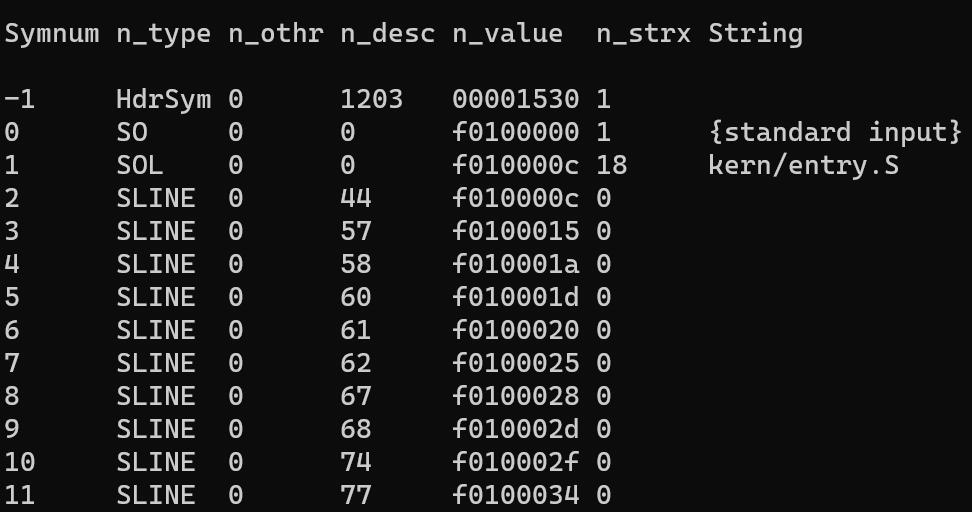 Symnum n_type n_othr n_desc n_value  n_strx String

-1     HdrSym 0      1203   00001530 1
0      SO     0      0      f0100000 1      {standard input}
1      SOL    0      0      f010000c 18     kern/entry.S
2      SLINE  0      44     f010000c 0
3      SLINE  0      57     f0100015 0
4      SLINE  0      58     f010001a 0
5      SLINE  0      60     f010001d 0
6      SLINE  0      61     f0100020 0
7      SLINE  0      62     f0100025 0
8      SLINE  0      67     f0100028 0
9      SLINE  0      68     f010002d 0
10     SLINE  0      74     f010002f 0
11     SLINE  0      77     f0100034 0